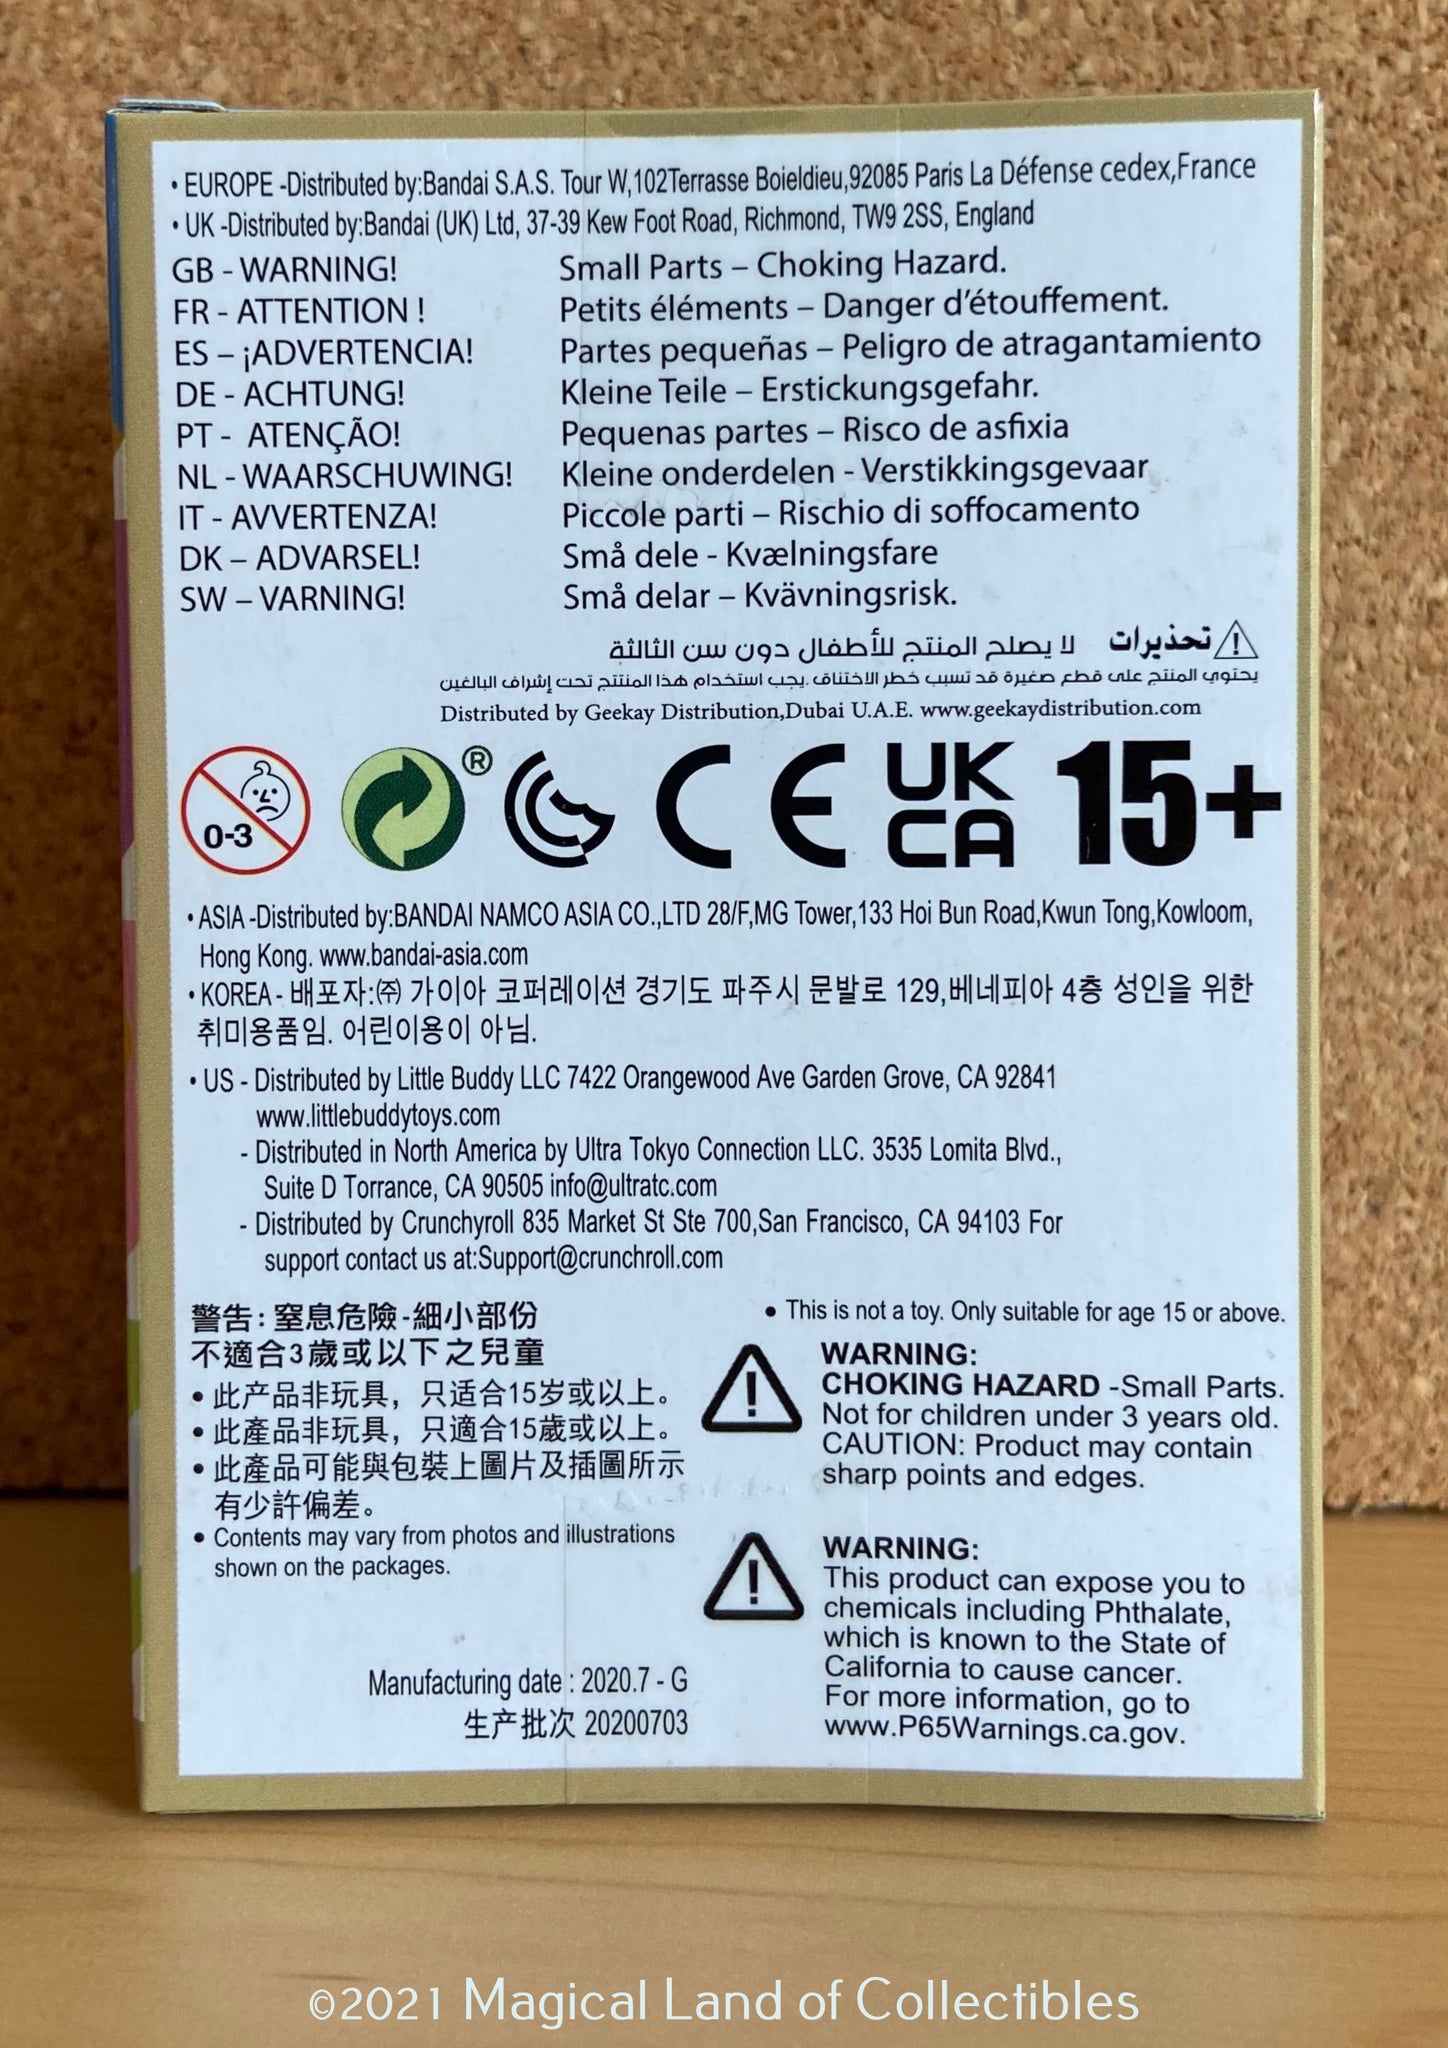 • EUROPE -Distributed by:Bandai S.A.S. Tour W,102Terrasse Boieldieu,92085 Paris La Défense cedex,France
• UK -Distributed by:Bandai (UK) Ltd, 37-39 Kew Foot Road, Richmond, TW9 2SS, England
GB - WARNING! Small Parts – Choking Hazard.
FR - ATTENTION ! Petits éléments – Danger d’étouffement.
ES – ¡ADVERTENCIA! Partes pequeñas – Peligro de atragantamiento
DE - ACHTUNG! Kleine Teile – Erstickungsgefahr.
PT - ATENÇÃO! Pequenas partes – Risco de asfixia
NL - WAARSCHUWING! Kleine onderdelen - Verstikkingsgevaar
IT - AVVERTENZA! Piccole parti – Rischio di soffocamento
DK – ADVARSEL! Små dele - Kvælningsfare
SW – VARNING! Små delar – Kvävningsrisk.
تحذيرات لا يصلح المنتج للأطفال دون سن الثالثة
يحتوي المنتج على قطع صغيرة قد تسبب خطر الاختناق .يجب استخدام هذا المنتج تحت إشراف البالغين
Distributed by Geekay Distribution,Dubai U.A.E. www.geekaydistribution.com
0-3 ® CE UK CA 15+
• ASIA -Distributed by:BANDAI NAMCO ASIA CO.,LTD 28/F,MG Tower,133 Hoi Bun Road,Kwun Tong,Kowloom,
Hong Kong. www.bandai-asia.com
• KOREA - 배포자:㈜ 가이아 코퍼레이션 경기도 파주시 문발로 129,베네피아 4층 성인을 위한
취미용품임. 어린이용이 아님.
• US - Distributed by Little Buddy LLC 7422 Orangewood Ave Garden Grove, CA 92841
www.littlebuddytoys.com
- Distributed in North America by Ultra Tokyo Connection LLC. 3535 Lomita Blvd.,
Suite D Torrance, CA 90505 info@ultratc.com
- Distributed by Crunchyroll 835 Market St Ste 700,San Francisco, CA 94103 For
support contact us at:Support@crunchroll.com
警告: 窒息危險-細小部份
不適合3歲或以下之兒童
• 此产品非玩具，只适合15岁或以上。
• 此產品非玩具，只適合15歲或以上。
• 此產品可能與包裝上圖片及插圖所示
有少許偏差。
• Contents may vary from photos and illustrations
shown on the packages.
Manufacturing date : 2020.7 - G
生产批次 20200703
• This is not a toy. Only suitable for age 15 or above.
WARNING:
CHOKING HAZARD -Small Parts.
Not for children under 3 years old.
CAUTION: Product may contain
sharp points and edges.
WARNING:
This product can expose you to
chemicals including Phthalate,
which is known to the State of
California to cause cancer.
For more information, go to
www.P65Warnings.ca.gov.
©2021 Magical Land of Collectibles